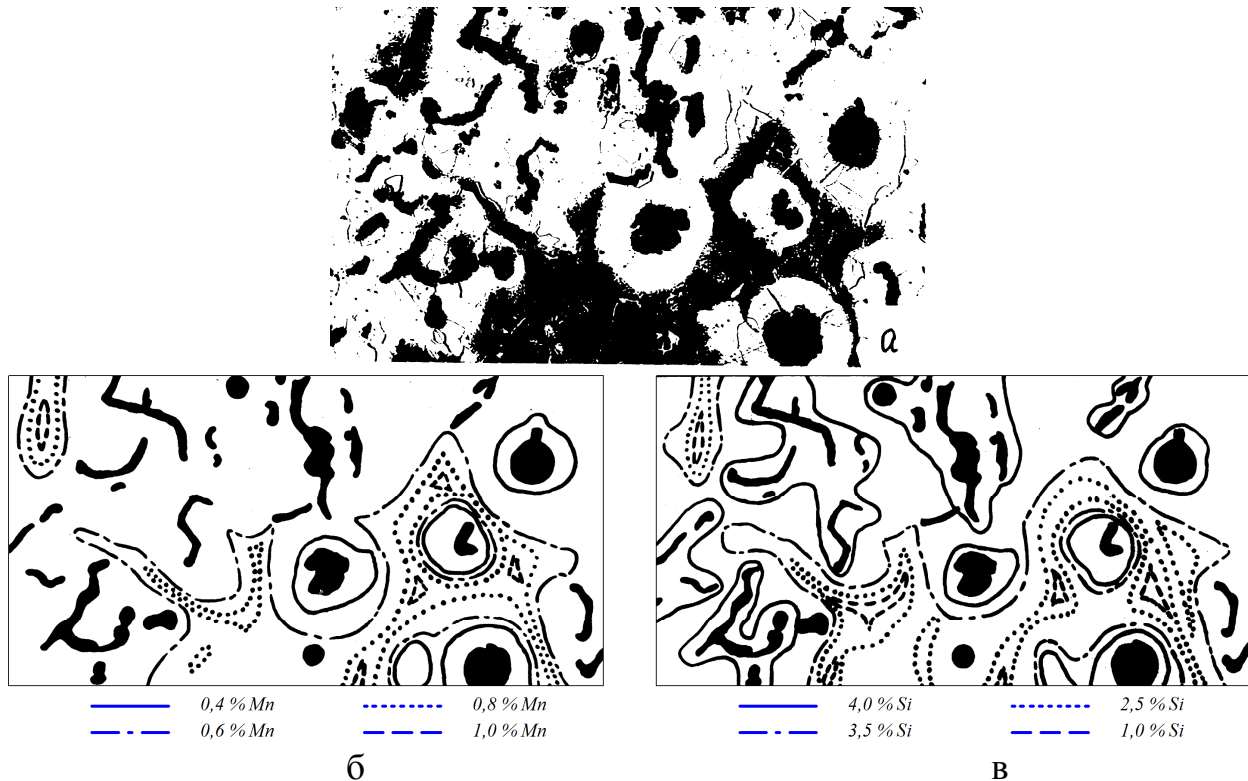 а
0,4 % Mn 0,8 % Mn
0,6 % Mn 1,0 % Mn
4,0 % Si 2,5 % Si
3,5 % Si 1,0 % Si
б
в